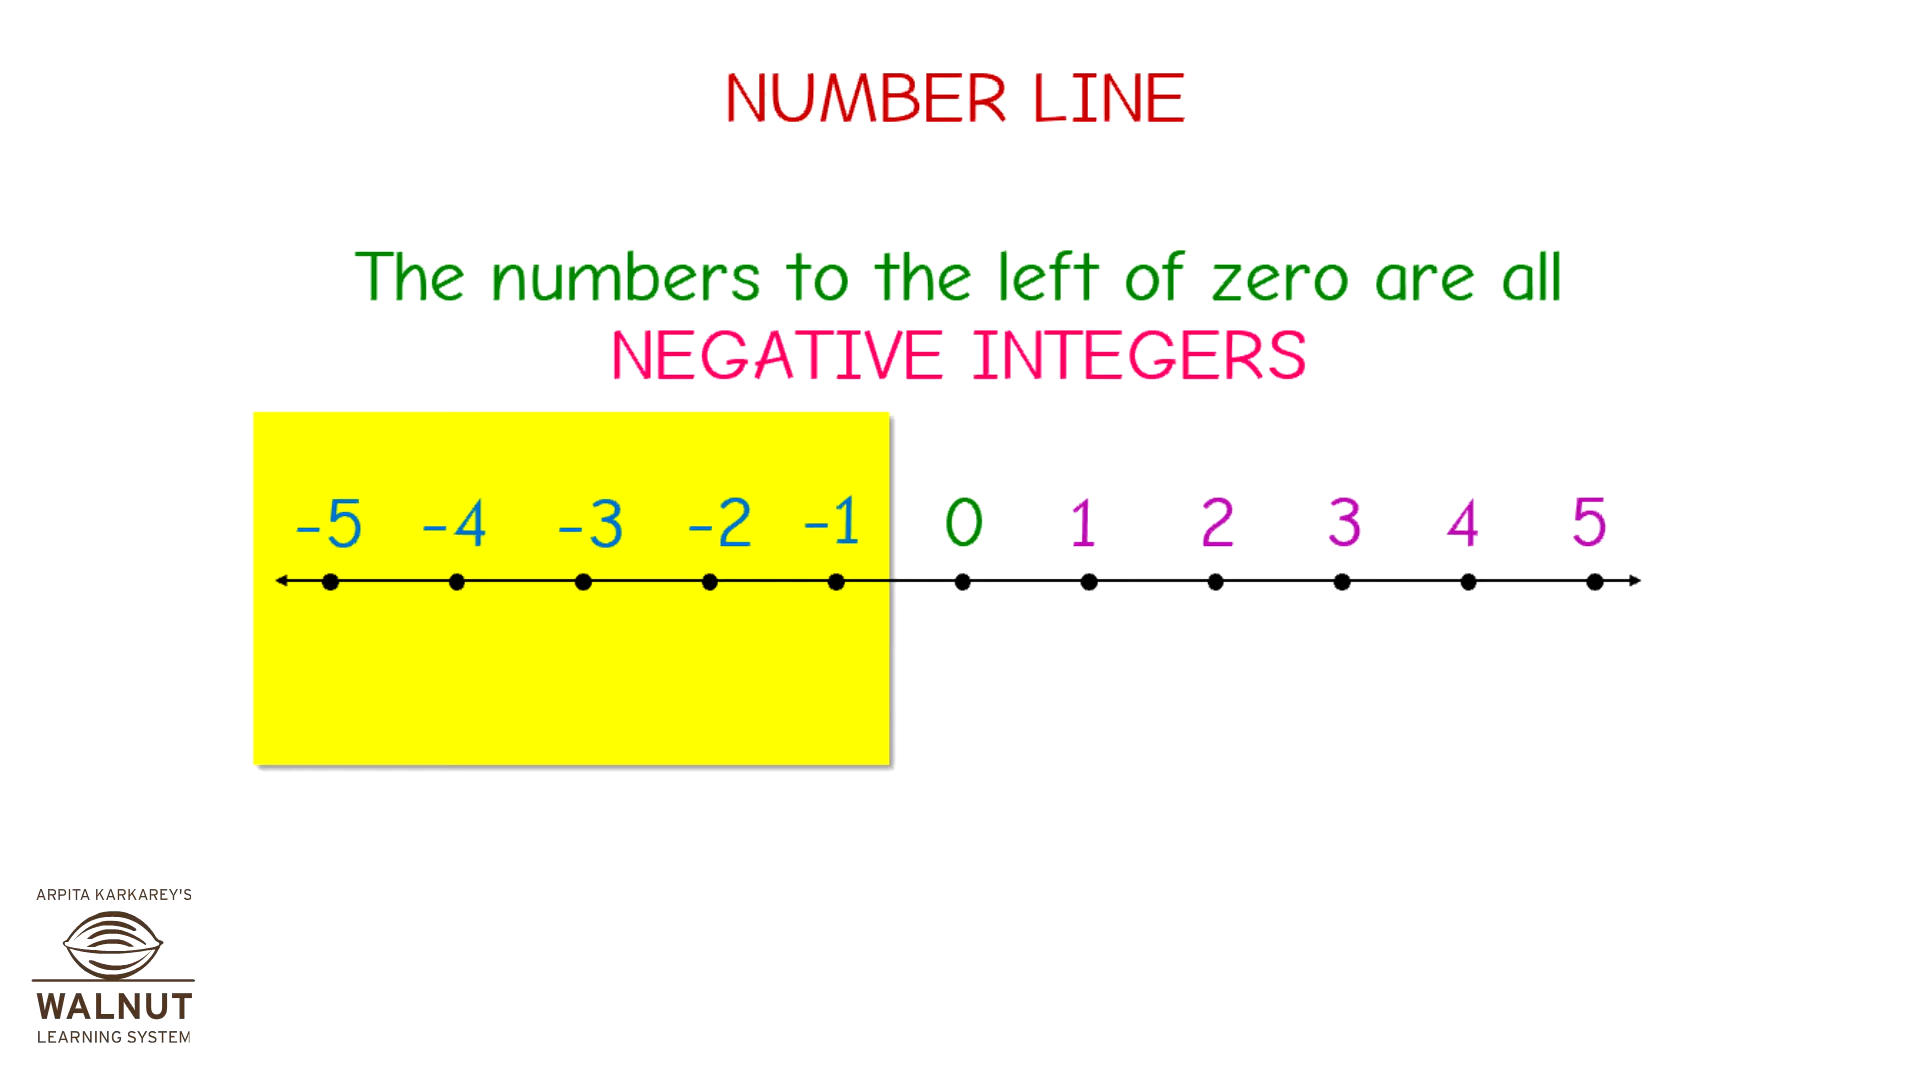 NUMBER LINE
The numbers to the left of zero are all
NEGATIVE INTEGERS
-5 -4 -3 -2 -1 0 1 2 3 4 5
ARPITA KARKAREY'S
WALNUT
LEARNING SYSTEM